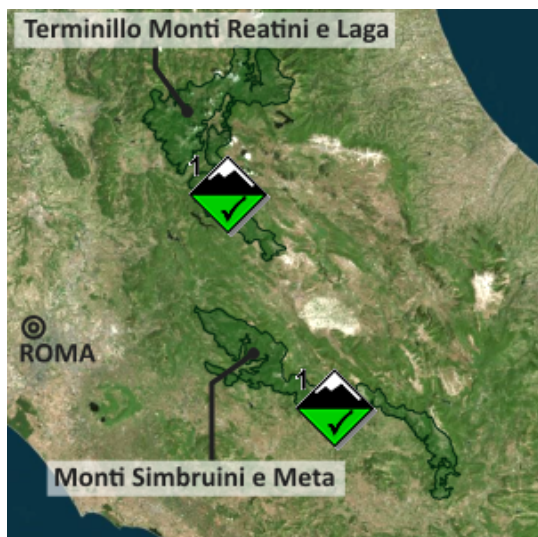 Terminillo Monti Reatini e Laga
1
ROMA
1
Monti Simbruini e Meta